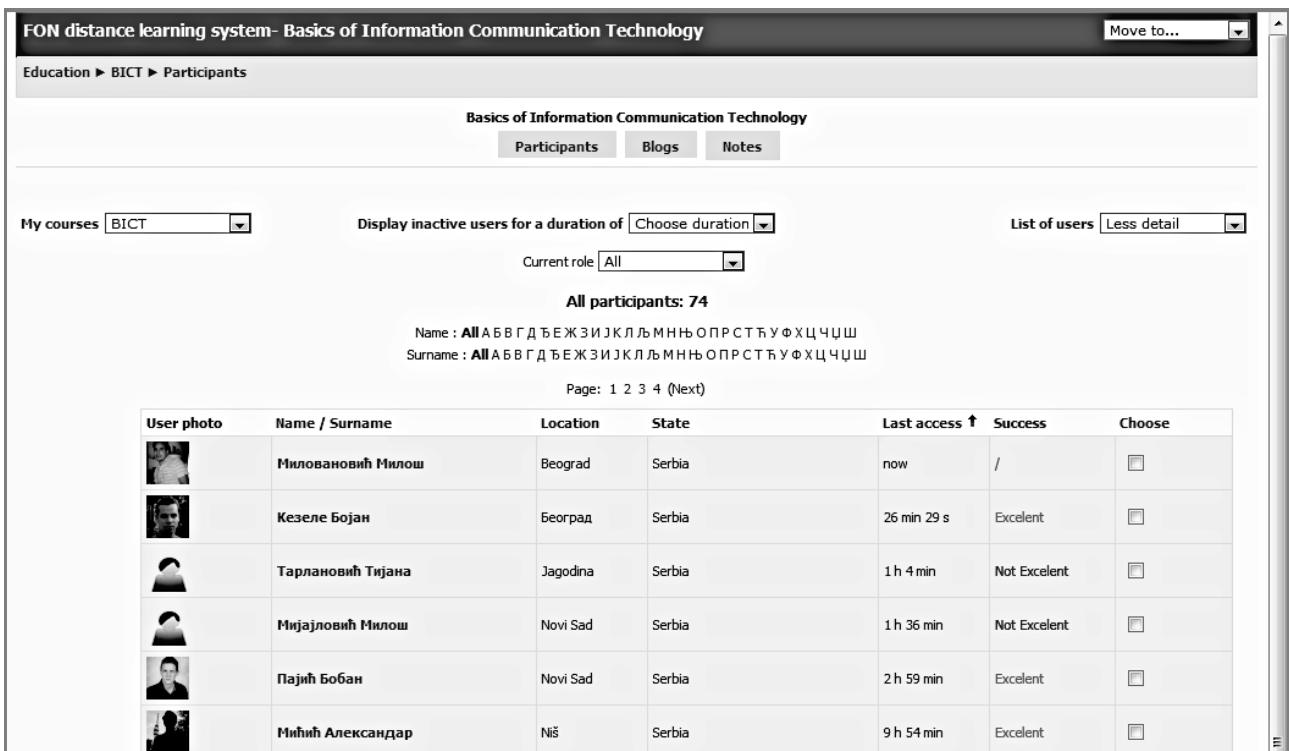 FON distance learning system- Basics of Information Communication Technology Move to...
Education ► BICT ► Participants
Basics of Information Communication Technology
Participants Blogs Notes
My courses BICT Display inactive users for a duration of Choose duration List of users Less detail
Current role All
All participants: 74
Name : All А Б В Г Д Ђ Е Ж З И Ј К Л Љ М Н Њ О П Р С Т Ћ У Ф Х Ц Ч Џ Ш
Surname : All А Б В Г Д Ђ Е Ж З И Ј К Л Љ М Н Њ О П Р С Т Ћ У Ф Х Ц Ч Џ Ш
Page: 1 2 3 4 (Next)
User photo Name / Surname Location State Last access ↑ Success Choose
Миловановић Милош Beograd Serbia now /
Кезеле Бојан Београд Serbia 26 min 29 s Excelent
Тарлановић Тијана Jagodina Serbia 1 h 4 min Not Excelent
Мијајловић Милош Novi Sad Serbia 1 h 36 min Not Excelent
Пајић Бобан Novi Sad Serbia 2 h 59 min Excelent
Мићић Александар Niš Serbia 9 h 54 min Excelent